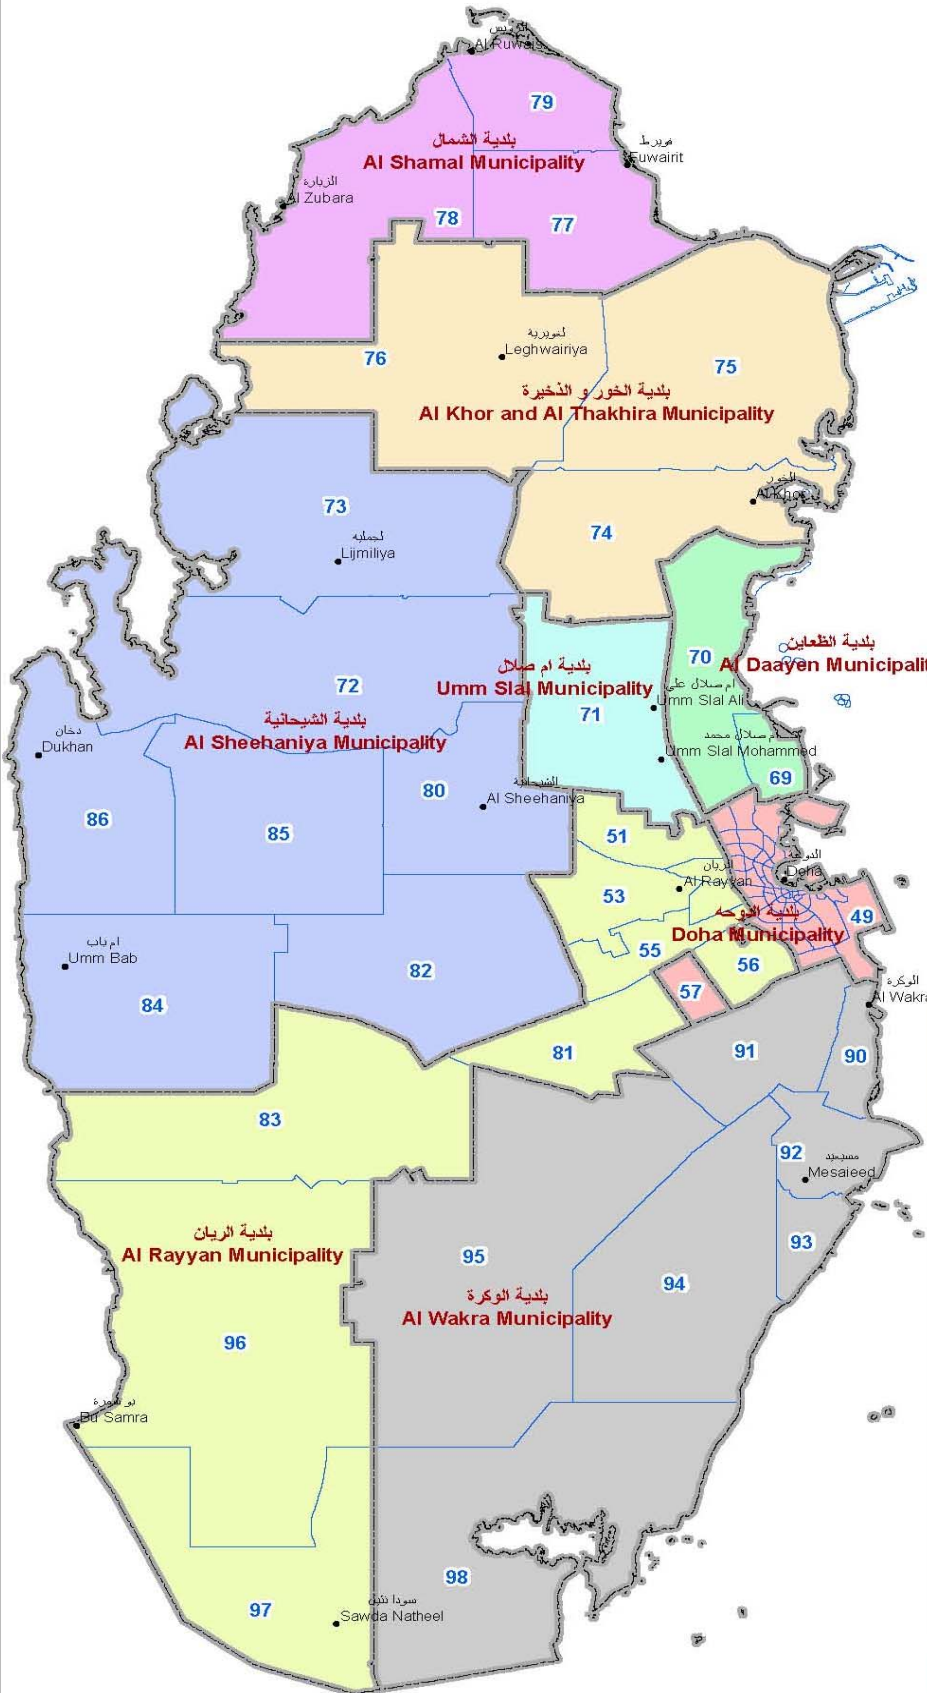 الرويس
Al Ruwais
79
بلدية الشمال
Al Shamal Municipality
فويرط
Fuwairit
الزبارة
Al Zubara
78
77
76
لغويرية
Leghwairiya
75
بلدية الخور و الذخيرة
Al Khor and Al Thakhira Municipality
الخور
Al Khor
73
لجمليه
Lijmiliya
74
70
بلدية الظعاين
Al Daayen Municipalit
72
بلدية ام صلال
Umm Slal Municipality
ام صلال علي
Umm Slal Ali
71
بلدية الشيحانية
Al Sheehaniya Municipality
دخان
Dukhan
ام صلال محمد
Umm Slal Mohammed
69
80
الشيحانية
Al Sheehaniya
86
85
51
الريان
Al Rayyan
الدوحة
Doha
53
بلدية الدوحه
Doha Municipality
49
ام باب
Umm Bab
82
55
56
57
الوكرة
Al Wakra
84
81
91
90
83
92
مسيعيد
Mesaieed
بلدية الريان
Al Rayyan Municipality
95
93
94
بلدية الوكرة
Al Wakra Municipality
96
بو سمرة
Bu Samra
98
97
سودا نثيل
Sawda Natheel